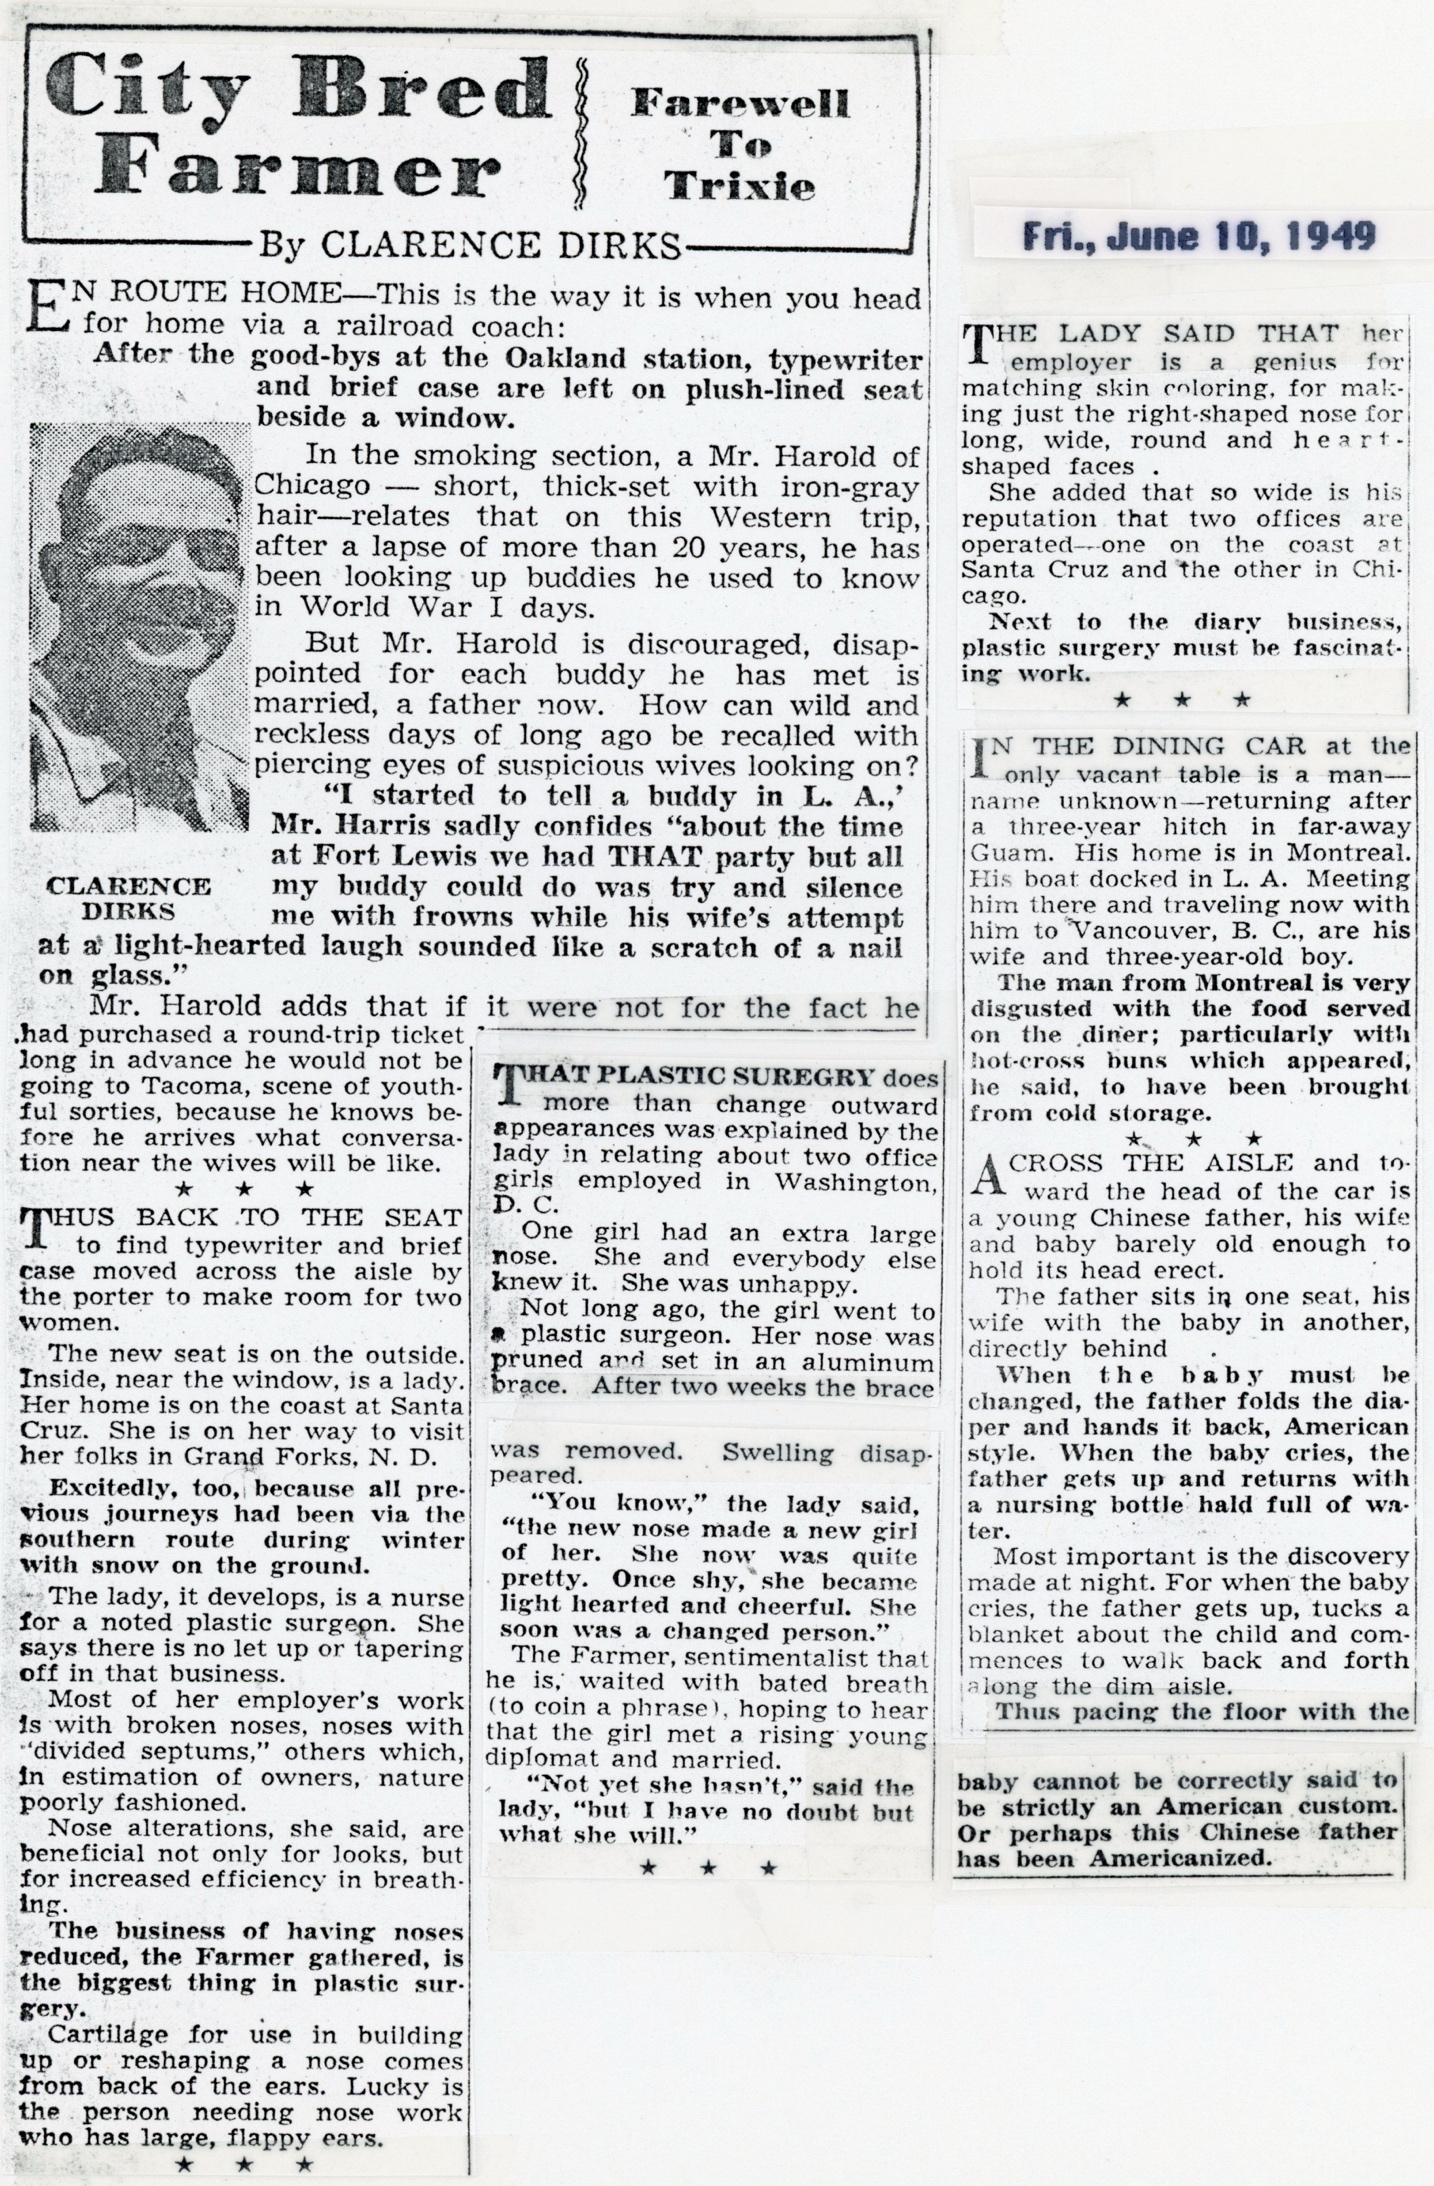 City Bred
Farmer
Farewell
To
Trixie
By CLARENCE DIRKS
EN ROUTE HOME—This is the way it is when you head
for home via a railroad coach:
After the good-bys at the Oakland station, typewriter
and brief case are left on plush-lined seat
beside a window.
In the smoking section, a Mr. Harold of
Chicago — short, thick-set with iron-gray
hair—relates that on this Western trip,
after a lapse of more than 20 years, he has
been looking up buddies he used to know
in World War I days.
But Mr. Harold is discouraged, disap-
pointed for each buddy he has met is
married, a father now. How can wild and
reckless days of long ago be recalled with
piercing eyes of suspicious wives looking on?
"I started to tell a buddy in L. A.,'
Mr. Harris sadly confides "about the time
at Fort Lewis we had THAT party but all
my buddy could do was try and silence
me with frowns while his wife's attempt
at a light-hearted laugh sounded like a scratch of a nail
on glass."
CLARENCE
DIRKS
Mr. Harold adds that if it were not for the fact he
had purchased a round-trip ticket
long in advance he would not be
going to Tacoma, scene of youth-
ful sorties, because he knows be-
fore he arrives what conversa-
tion near the wives will be like.
★ ★ ★
THUS BACK TO THE SEAT
to find typewriter and brief
case moved across the aisle by
the porter to make room for two
women.
The new seat is on the outside.
Inside, near the window, is a lady.
Her home is on the coast at Santa
Cruz. She is on her way to visit
her folks in Grand Forks, N. D.
Excitedly, too, because all pre-
vious journeys had been via the
southern route during winter
with snow on the ground.
The lady, it develops, is a nurse
for a noted plastic surgeon. She
says there is no let up or tapering
off in that business.
Most of her employer's work
is with broken noses, noses with
"divided septums," others which,
in estimation of owners, nature
poorly fashioned.
Nose alterations, she said, are
beneficial not only for looks, but
for increased efficiency in breath-
ing.
The business of having noses
reduced, the Farmer gathered, is
the biggest thing in plastic sur-
gery.
Cartilage for use in building
up or reshaping a nose comes
from back of the ears. Lucky is
the person needing nose work
who has large, flappy ears.
★ ★ ★
THAT PLASTIC SUREGRY does
more than change outward
appearances was explained by the
lady in relating about two office
girls employed in Washington,
D. C.
One girl had an extra large
nose. She and everybody else
knew it. She was unhappy.
Not long ago, the girl went to
a plastic surgeon. Her nose was
pruned and set in an aluminum
brace. After two weeks the brace
was removed. Swelling disap-
peared.
"You know," the lady said,
"the new nose made a new girl
of her. She now was quite
pretty. Once shy, she became
light hearted and cheerful. She
soon was a changed person."
The Farmer, sentimentalist that
he is, waited with bated breath
(to coin a phrase), hoping to hear
that the girl met a rising young
diplomat and married.
"Not yet she hasn't," said the
lady, "but I have no doubt but
what she will."
★ ★ ★
Fri., June 10, 1949
THE LADY SAID THAT her
employer is a genius for
matching skin coloring, for mak-
ing just the right-shaped nose for
long, wide, round and heart-
shaped faces .
She added that so wide is his
reputation that two offices are
operated—one on the coast at
Santa Cruz and the other in Chi-
cago.
Next to the diary business,
plastic surgery must be fascinat-
ing work.
★ ★ ★
IN THE DINING CAR at the
only vacant table is a man—
name unknown—returning after
a three-year hitch in far-away
Guam. His home is in Montreal.
His boat docked in L. A. Meeting
him there and traveling now with
him to Vancouver, B. C., are his
wife and three-year-old boy.
The man from Montreal is very
disgusted with the food served
on the diner; particularly with
hot-cross buns which appeared,
he said, to have been brought
from cold storage.
★ ★ ★
ACROSS THE AISLE and to-
ward the head of the car is
a young Chinese father, his wife
and baby barely old enough to
hold its head erect.
The father sits in one seat, his
wife with the baby in another,
directly behind .
When the baby must be
changed, the father folds the dia-
per and hands it back, American
style. When the baby cries, the
father gets up and returns with
a nursing bottle hald full of wa-
ter.
Most important is the discovery
made at night. For when the baby
cries, the father gets up, tucks a
blanket about the child and com-
mences to walk back and forth
along the dim aisle.
Thus pacing the floor with the
baby cannot be correctly said to
be strictly an American custom.
Or perhaps this Chinese father
has been Americanized.